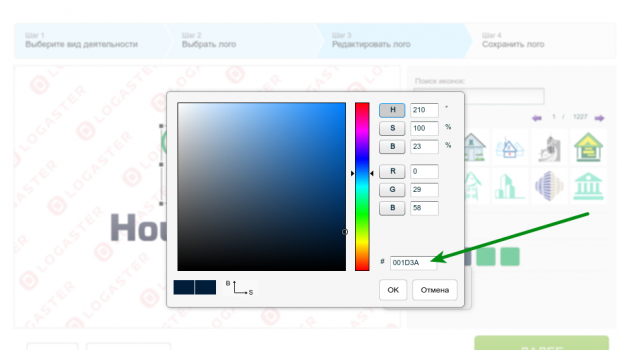 Шаг 1
Выберите вид деятельности
Шаг 2
Выбрать лого
Шаг 3
Редактировать лого
Шаг 4
Сохранить лого
Поиск иконок:
1 / 1227
LOGASTER
Hou
H 210 °
S 100 %
B 23 %
R 0
G 29
B 58
# 001D3A
B
S
OK
Отмена
ДАЛЕЕ